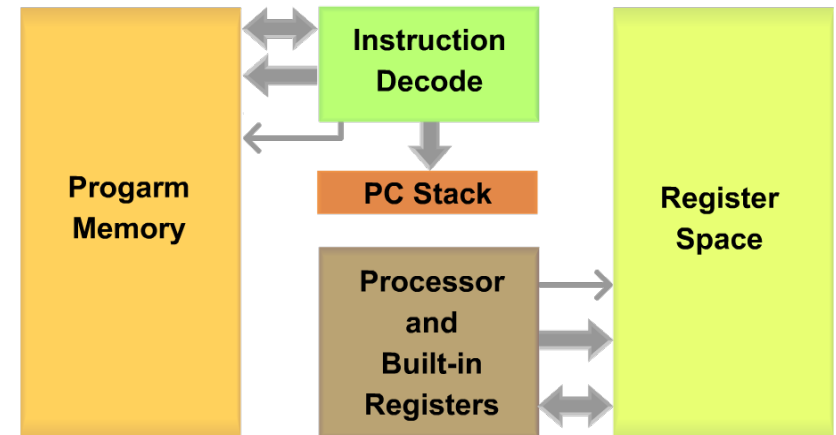 Instruction
Decode
Progarm
Memory
PC Stack
Register
Space
Processor
and
Built-in
Registers